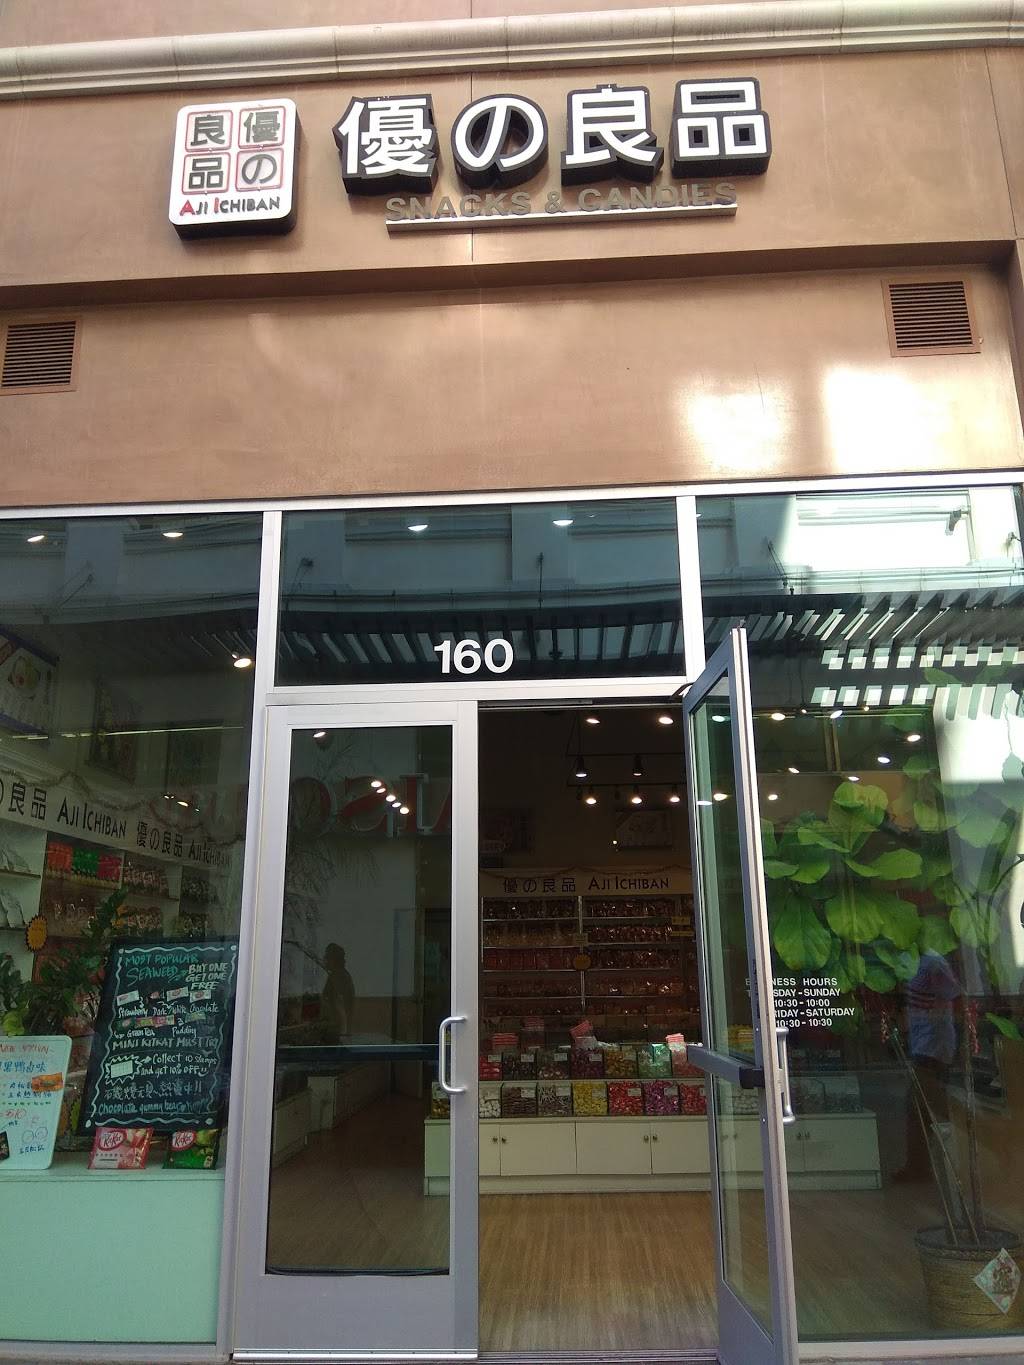 良優
品の
AJI ICHIBAN
優の良品
SNACKS & CANDIES
160
の良品 AJI ICHIBAN 優の良品 AJI ICHIBAN
優の良品 AJI ICHIBAN
MOST POPULAR
SEAWEED
BUY ONE
GET ONE
FREE
Strawberry Dark White Chocolate
Green Tea Pudding
MINI KITKAT MUST TRY
Collect 10 Stamps
and get 10% OFF!!
Chocolate gummy bear
KitKat
KitKat
NESS HOURS
SDAY - SUNDAY
10:30 - 10:00
IDAY - SATURDAY
10:30 - 10:30